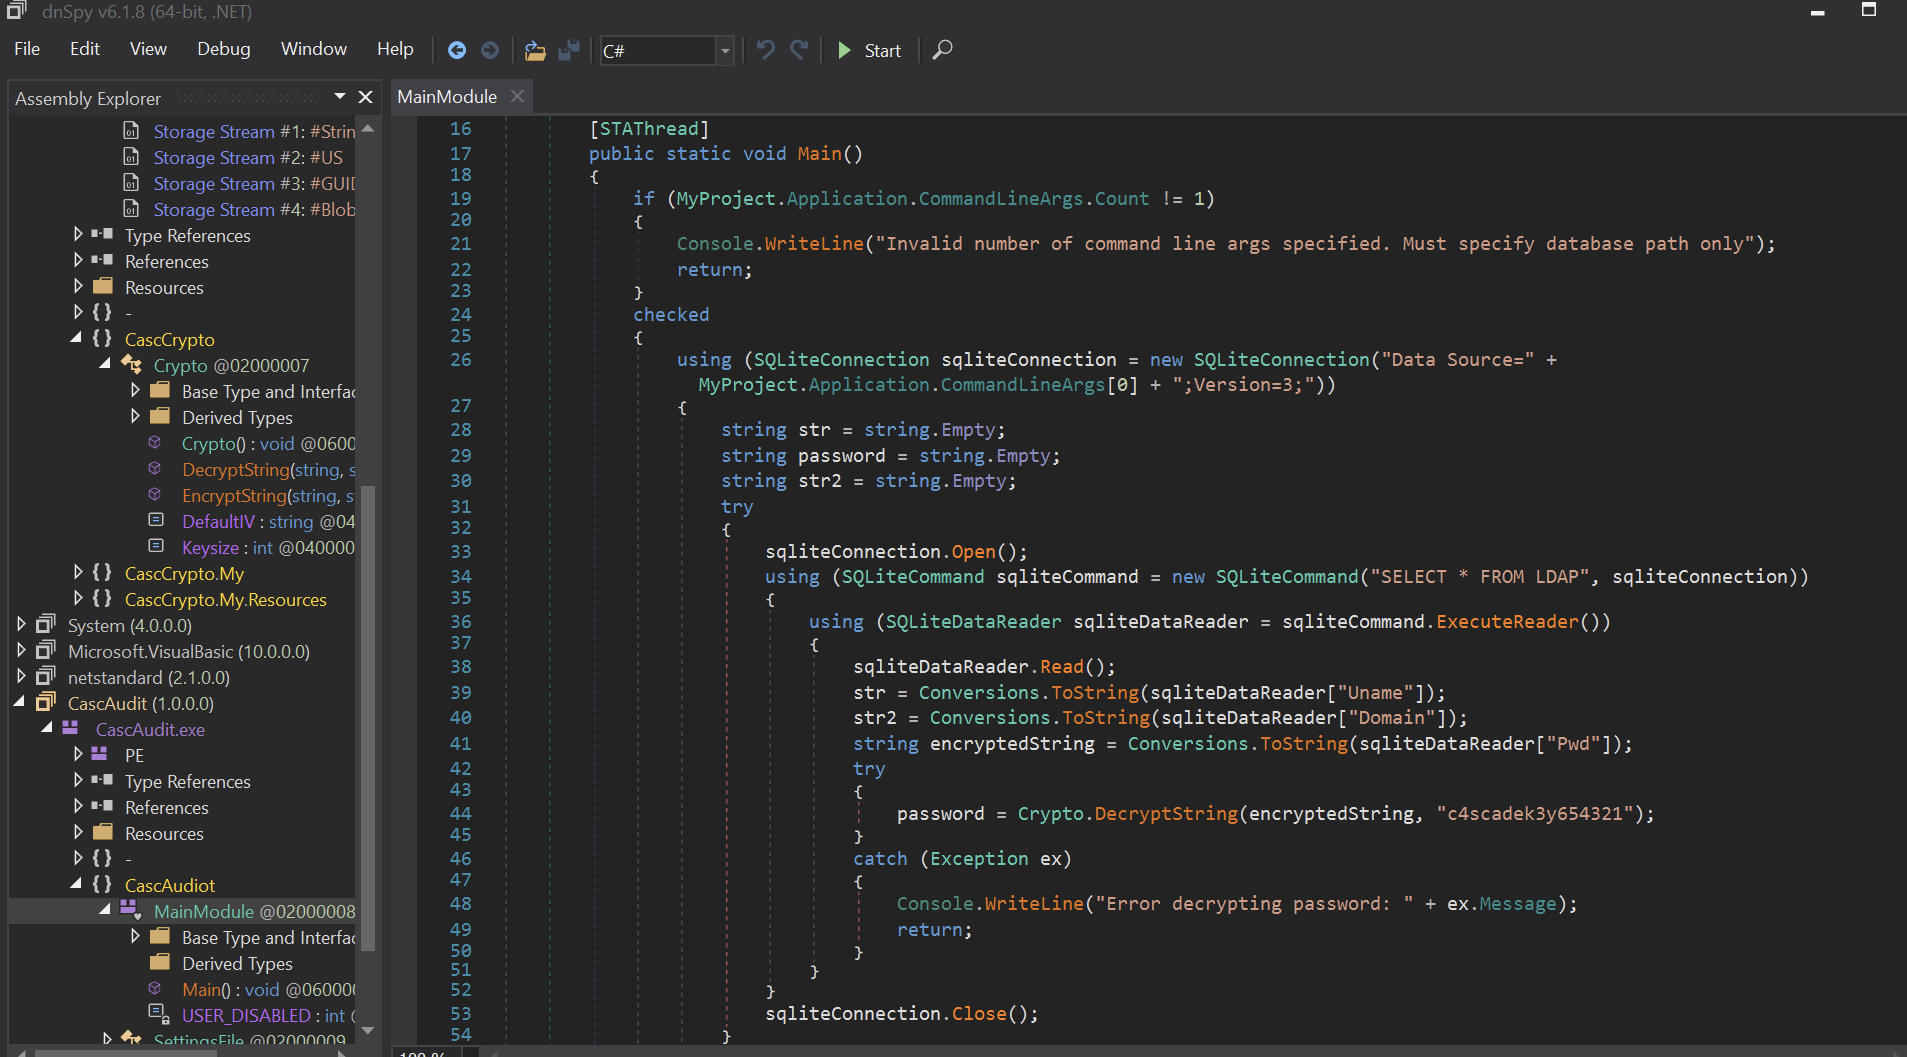 dnSpy v6.1.8 (64-bit, .NET)
File Edit View Debug Window Help C# Start
Assembly Explorer
Storage Stream #1: #Strin
Storage Stream #2: #US
Storage Stream #3: #GUI
Storage Stream #4: #Blob
Type References
References
Resources
{ } -
{ } CascCrypto
Crypto @02000007
Base Type and Interfac
Derived Types
Crypto() : void @0600
DecryptString(string, s
EncryptString(string, s
DefaultIV : string @04
Keysize : int @040000
{ } CascCrypto.My
{ } CascCrypto.My.Resources
System (4.0.0.0)
Microsoft.VisualBasic (10.0.0.0)
netstandard (2.1.0.0)
CascAudit (1.0.0.0)
CascAudit.exe
PE
Type References
References
Resources
{ } -
{ } CascAudiot
MainModule @02000008
Base Type and Interfac
Derived Types
Main() : void @06000
USER_DISABLED : int
SettingsFile @02000009
MainModule
16 [STAThread]
17 public static void Main()
18 {
19 if (MyProject.Application.CommandLineArgs.Count != 1)
20 {
21 Console.WriteLine("Invalid number of command line args specified. Must specify database path only");
22 return;
23 }
24 checked
25 {
26 using (SQLiteConnection sqliteConnection = new SQLiteConnection("Data Source=" +
MyProject.Application.CommandLineArgs[0] + ";Version=3;"))
27 {
28 string str = string.Empty;
29 string password = string.Empty;
30 string str2 = string.Empty;
31 try
32 {
33 sqliteConnection.Open();
34 using (SQLiteCommand sqliteCommand = new SQLiteCommand("SELECT * FROM LDAP", sqliteConnection))
35 {
36 using (SQLiteDataReader sqliteDataReader = sqliteCommand.ExecuteReader())
37 {
38 sqliteDataReader.Read();
39 str = Conversions.ToString(sqliteDataReader["Uname"]);
40 str2 = Conversions.ToString(sqliteDataReader["Domain"]);
41 string encryptedString = Conversions.ToString(sqliteDataReader["Pwd"]);
42 try
43 {
44 password = Crypto.DecryptString(encryptedString, "c4scadek3y654321");
45 }
46 catch (Exception ex)
47 {
48 Console.WriteLine("Error decrypting password: " + ex.Message);
49 return;
50 }
51 }
52 }
53 sqliteConnection.Close();
54 }
100 %